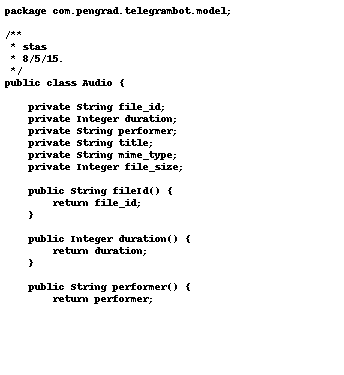 package com.pengrad.telegrambot.model;

/**
 * stas
 * 8/5/15.
 */
public class Audio {

    private String file_id;
    private Integer duration;
    private String performer;
    private String title;
    private String mime_type;
    private Integer file_size;

    public String fileId() {
        return file_id;
    }

    public Integer duration() {
        return duration;
    }

    public String performer() {
        return performer;